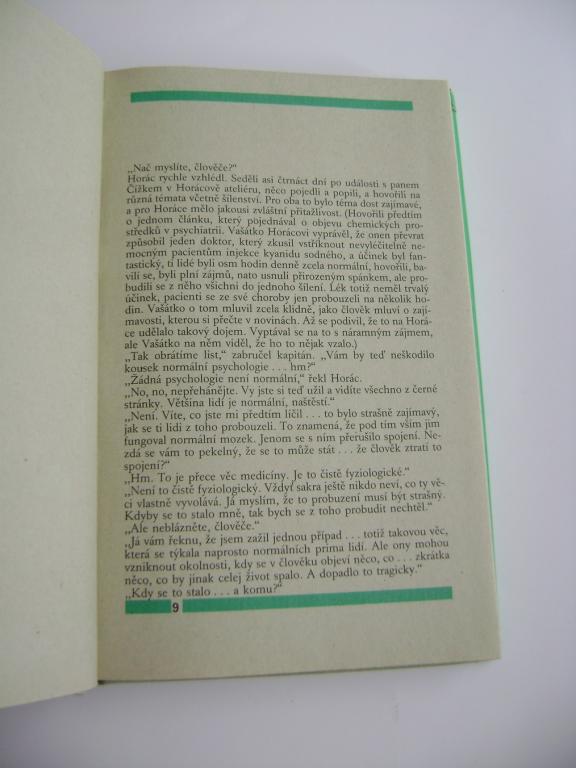 „Nač myslíte, člověče?“
Horác rychle vzhlédl. Seděli asi čtrnáct dní po události s panem
Čížkem v Horácově ateliéru, něco pojedli a popili, a hovořili na
různá témata včetně šílenství. Pro oba to bylo téma dost zajímavé,
a pro Horáce mělo jakousi zvláštní přitažlivost. (Hovořili předtím
o jednom článku, který pojednával o objevu chemických pro-
středků v psychiatrii. Vašátko Horácovi vyprávěl, že onen převrat
způsobil jeden doktor, který zkusil vstříknout nevyléčitelně ne-
mocným pacientům injekce kyanidu sodného, a účinek byl fan-
tastický, ti lidé byli osm hodin denně zcela normální, hovořili, ba-
vili se, byli plní zájmů, nato usnuli přirozeným spánkem, ale pro-
budili se z něho všichni do jednoho šílení. Lék totiž neměl trvalý
účinek, pacienti se ze své choroby jen probouzeli na několik ho-
din. Vašátko o tom mluvil zcela klidně, jako člověk mluví o zají-
mavosti, kterou si přečte v novinách. Až se podivil, že to na Horá-
ce udělalo takový dojem. Vyptával se na to s náramným zájmem,
ale Vašátko na něm viděl, že ho to nějak vzalo.)
„Tak obrátíme list,“ zabručel kapitán. „Vám by teď neškodilo
kousek normální psychologie . . . hm?“
„Žádná psychologie není normální,“ řekl Horác.
„No, no, nepřehánějte. Vy jste si teď užil a vidíte všechno z černé
stránky. Většina lidí je normální, naštěstí.“
„Není. Víte, co jste mi předtím líčil . . . to bylo strašně zajímavý,
jak se ti lidi z toho probouzeli. To znamená, že pod tím vším jim
fungoval normální mozek. Jenom se s ním přerušilo spojení. Ne-
zdá se vám to pekelný, že se to může stát . . . že člověk ztratí to
spojení?“
„Hm. To je přece věc medicíny. Je to čistě fyziologické.“
„Není to čistě fyziologický. Vždyť sakra ještě nikdo neví, co ty vě-
ci vlastně vyvolává. Já myslím, že to probuzení musí být strašný.
Kdyby se to stalo mně, tak bych se z toho probudit nechtěl.“
„Ale neblázněte, člověče.“
„Já vám řeknu, že jsem zažil jednou případ . . . totiž takovou věc,
která se týkala naprosto normálních prima lidí. Ale ony mohou
vzniknout okolnosti, kdy se v člověku objeví něco, co . . . zkrátka
něco, co by jinak celej život spalo. A dopadlo to tragicky.“
„Kdy se to stalo . . . a komu?“
9